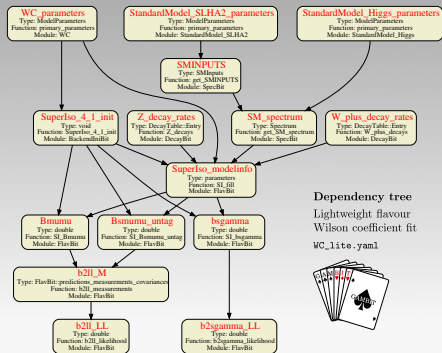 WC_parameters
Type: ModelParameters
Function: primary_parameters
Module: WC
StandardModel_SLHA2_parameters
Type: ModelParameters
Function: primary_parameters
Module: StandardModel_SLHA2
StandardModel_Higgs_parameters
Type: ModelParameters
Function: primary_parameters
Module: StandardModel_Higgs
SMINPUTS
Type: SMInputs
Function: get_SMINPUTS
Module: SpecBit
SuperIso_4_1_init
Type: void
Function: SuperIso_4_1_init
Module: BackendIniBit
Z_decay_rates
Type: DecayTable::Entry
Function: Z_decays
Module: DecayBit
SM_spectrum
Type: Spectrum
Function: get_SM_spectrum
Module: SpecBit
W_plus_decay_rates
Type: DecayTable::Entry
Function: W_plus_decays
Module: DecayBit
SuperIso_modelinfo
Type: parameters
Function: SI_fill
Module: FlavBit
Bmumu
Type: double
Function: SI_Bmumu
Module: FlavBit
Bsmumu_untag
Type: double
Function: SI_Bsmumu_untag
Module: FlavBit
bsgamma
Type: double
Function: SI_bsgamma
Module: FlavBit
b2ll_M
Type: FlavBit::predictions_measurements_covariances
Function: b2ll_measurements
Module: FlavBit
b2ll_LL
Type: double
Function: b2ll_likelihood
Module: FlavBit
b2sgamma_LL
Type: double
Function: b2sgamma_likelihood
Module: FlavBit
Dependency tree
Lightweight flavour
Wilson coefficient fit
WC_lite.yaml
GAMBIT
GAMBIT